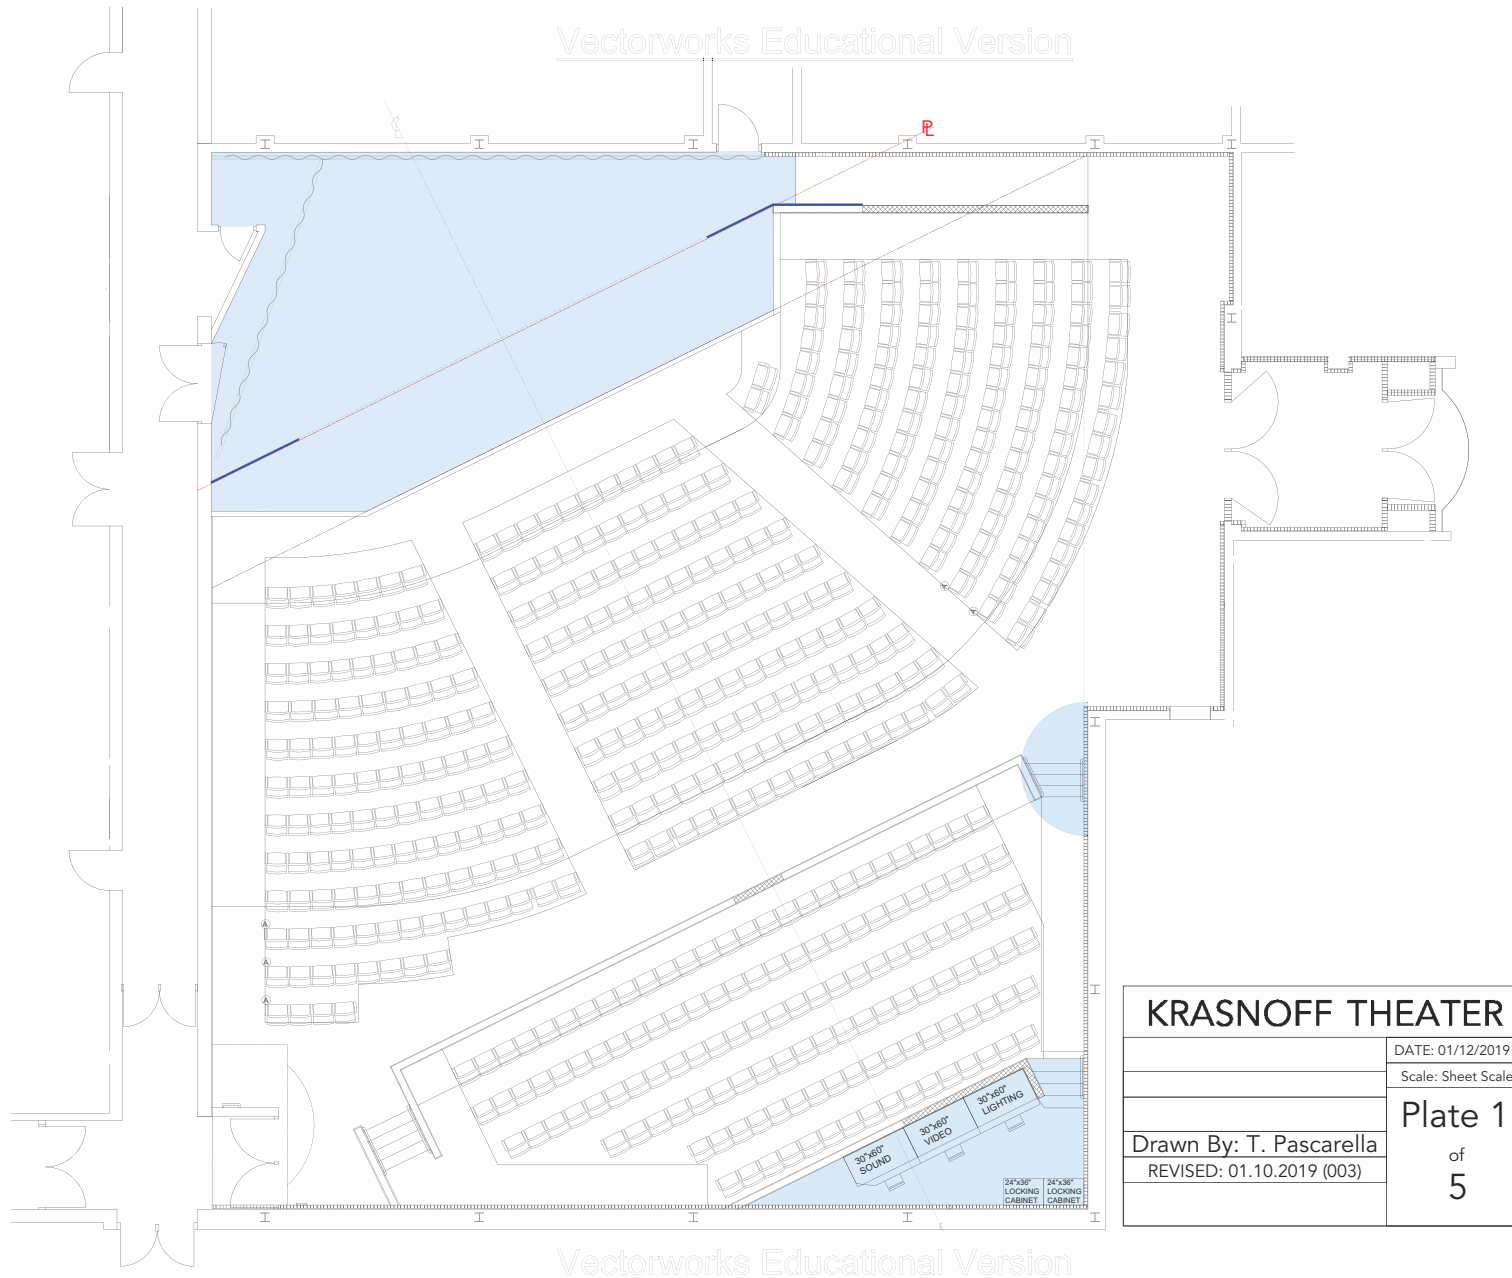 Vectorworks Educational Version
PL
A
A
A
A
A
30"x60"
LIGHTING
30"x60"
VIDEO
30"x60"
SOUND
24"x36"
LOCKING
CABINET
24"x36"
LOCKING
CABINET
KRASNOFF THEATER
DATE: 01/12/2019
Scale: Sheet Scale
Plate 1
of
5
Drawn By: T. Pascarella
REVISED: 01.10.2019 (003)
Vectorworks Educational Version